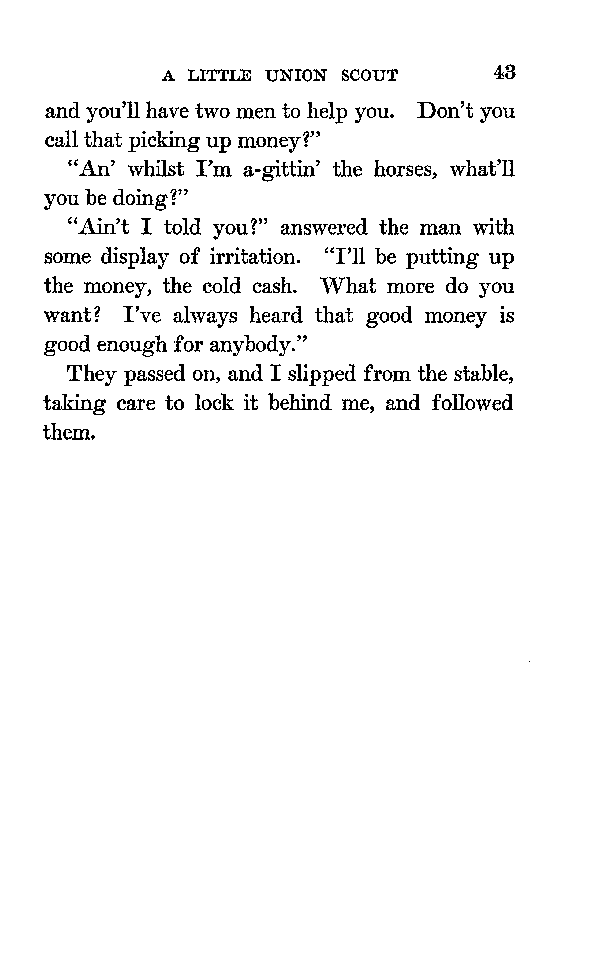 A LITTLE UNION SCOUT 43
and you'll have two men to help you. Don't you
call that picking up money?"
"An' whilst I'm a-gittin' the horses, what'll
you be doing?"
"Ain't I told you?" answered the man with
some display of irritation. "I'll be putting up
the money, the cold cash. What more do you
want? I've always heard that good money is
good enough for anybody."
They passed on, and I slipped from the stable,
taking care to lock it behind me, and followed
them.